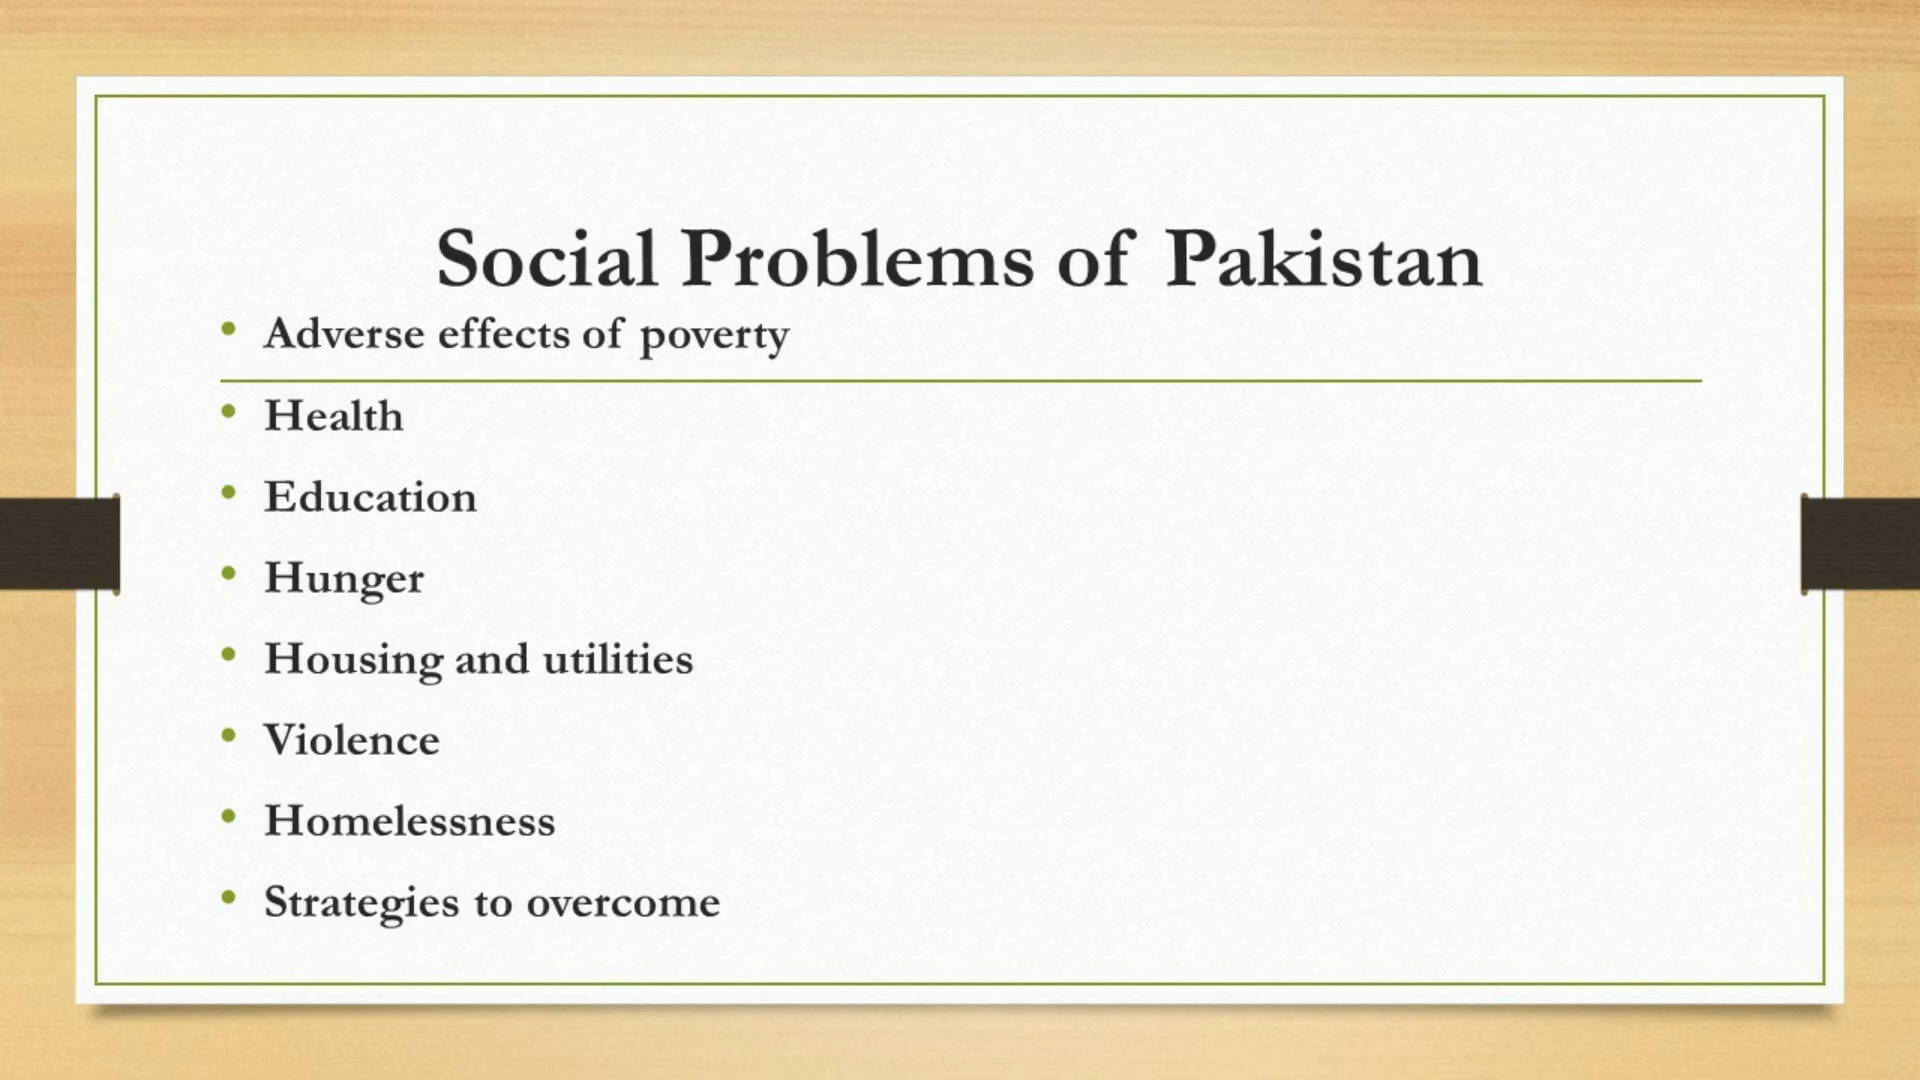 Social Problems of Pakistan
• Adverse effects of poverty
• Health
• Education
• Hunger
• Housing and utilities
• Violence
• Homelessness
• Strategies to overcome